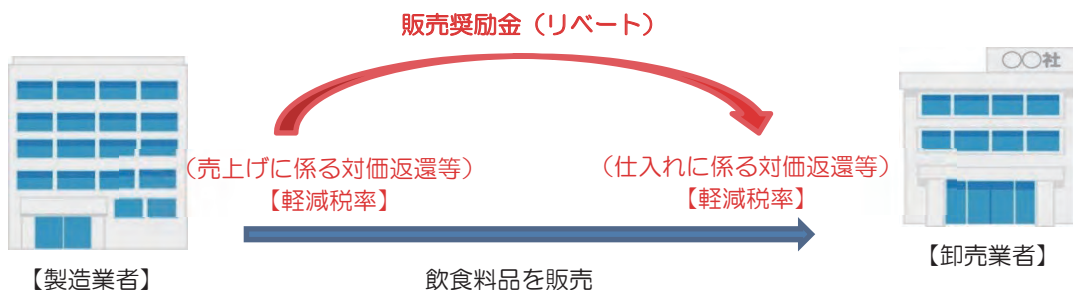 販売奨励金（リベート）
〇〇社
（売上げに係る対価返還等）
【軽減税率】
（仕入れに係る対価返還等）
【軽減税率】
【製造業者】
飲食料品を販売
【卸売業者】